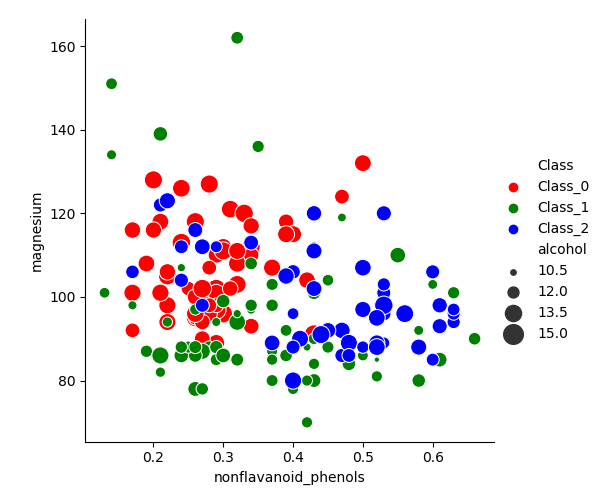 160
140
120
100
80
magnesium
0.2 0.3 0.4 0.5 0.6
nonflavanoid_phenols
Class
Class_0
Class_1
Class_2
alcohol
10.5
12.0
13.5
15.0